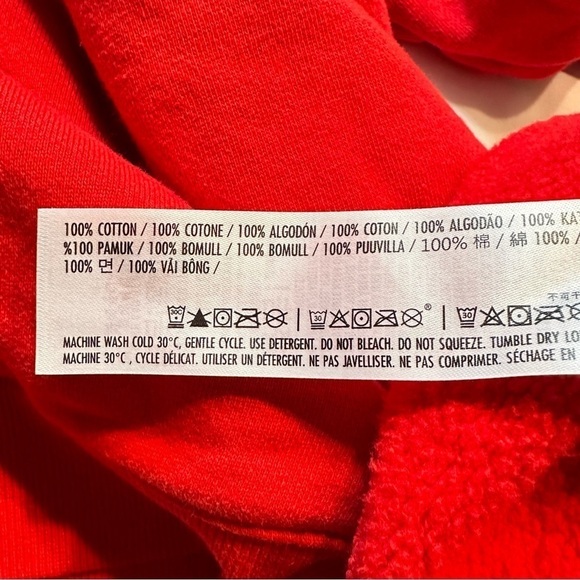 100% COTTON / 100% COTONE / 100% ALGODÓN / 100% COTON / 100% ALGODÃO / 100%
%100 PAMUK / 100% BOMULL / 100% BOMULL / 100% PUUVILLA / 100% 棉 / 綿 100% /
100% 면 / 100% VẢI BÔNG /
不可干
MACHINE WASH COLD 30°C, GENTLE CYCLE. USE DETERGENT. DO NOT BLEACH. DO NOT SQUEEZE. TUMBLE DRY
MACHINE 30°C, CYCLE DÉLICAT. UTILISER UN DÉTERGENT. NE PAS JAVELLISER. NE PAS COMPRIMER. SÉCHAGE EN